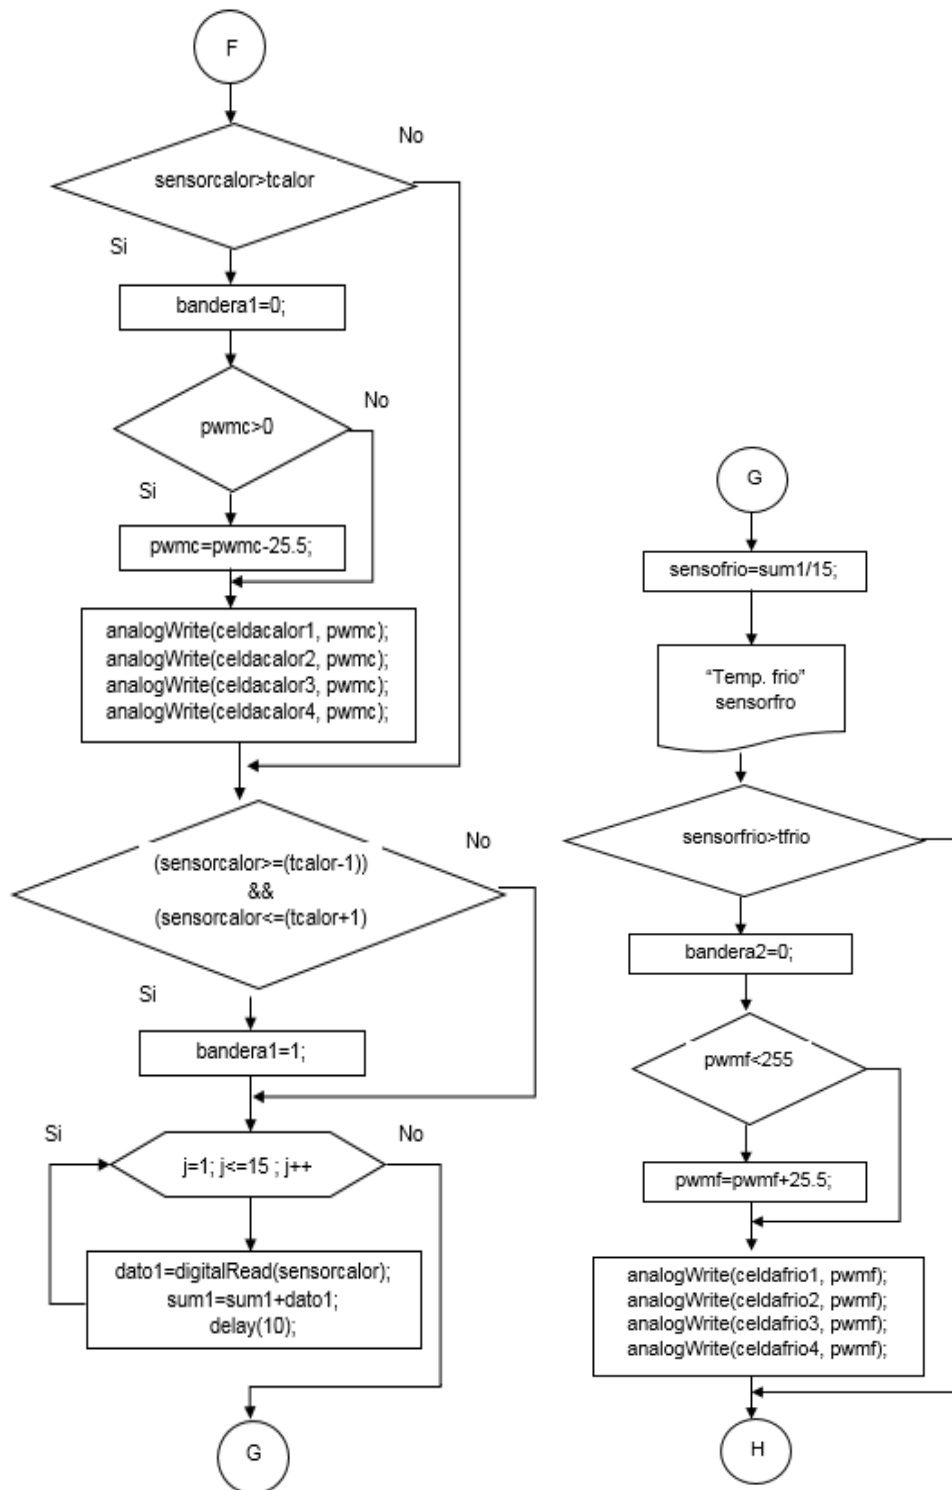 F
No
sensorcalor>tcalor
Si
bandera1=0;
No
pwmc>0
Si
pwmc=pwmc-25.5;
analogWrite(celdacalor1, pwmc);
analogWrite(celdacalor2, pwmc);
analogWrite(celdacalor3, pwmc);
analogWrite(celdacalor4, pwmc);
No
(sensorcalor>=(tcalor-1))
&&
(sensorcalor<=(tcalor+1)
Si
bandera1=1;
Si
No
j=1; j<=15 ; j++
dato1=digitalRead(sensorcalor);
sum1=sum1+dato1;
delay(10);
G
G
sensofrio=sum1/15;
“Temp. frio”
sensorfro
sensorfrio>tfrio
bandera2=0;
pwmf<255
pwmf=pwmf+25.5;
analogWrite(celdafrio1, pwmf);
analogWrite(celdafrio2, pwmf);
analogWrite(celdafrio3, pwmf);
analogWrite(celdafrio4, pwmf);
H